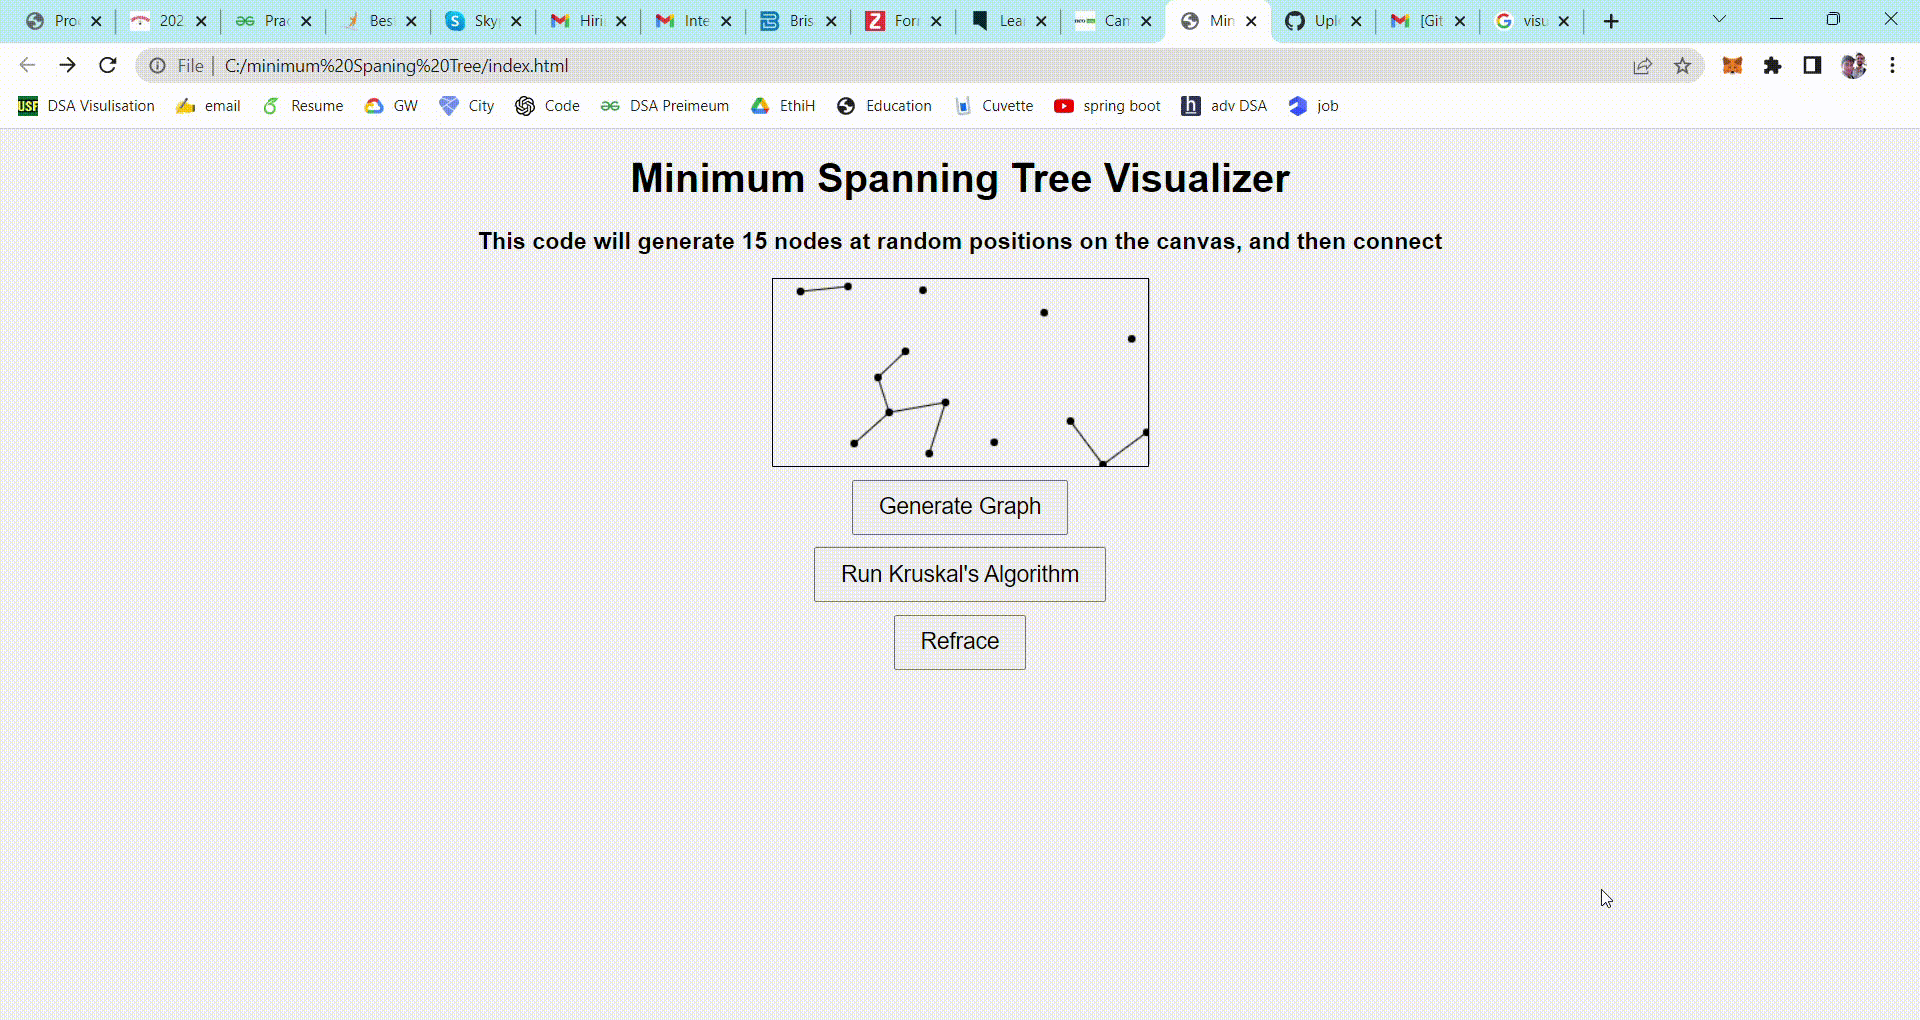 Pro 202 Prac Bes Sky Hiri Inte Bris For Lea Can Min Upl [Git visu
File C:/minimum%20Spaning%20Tree/index.html
USF DSA Visulisation email Resume GW City Code DSA Preimeum EthiH Education Cuvette spring boot h adv DSA job
Minimum Spanning Tree Visualizer
This code will generate 15 nodes at random positions on the canvas, and then connect
Generate Graph
Run Kruskal's Algorithm
Refrace